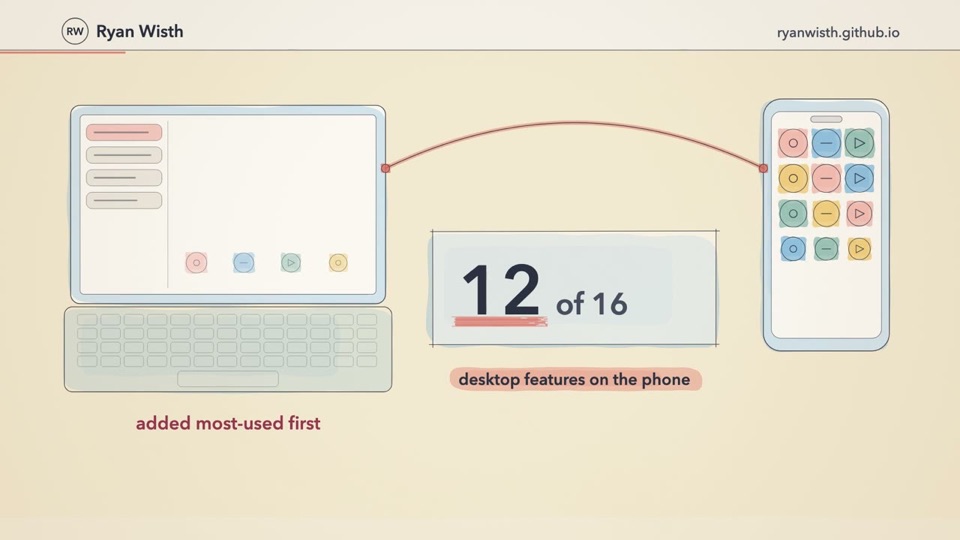 RW Ryan Wisth
ryanwisth.github.io
12 of 16
desktop features on the phone
added most-used first